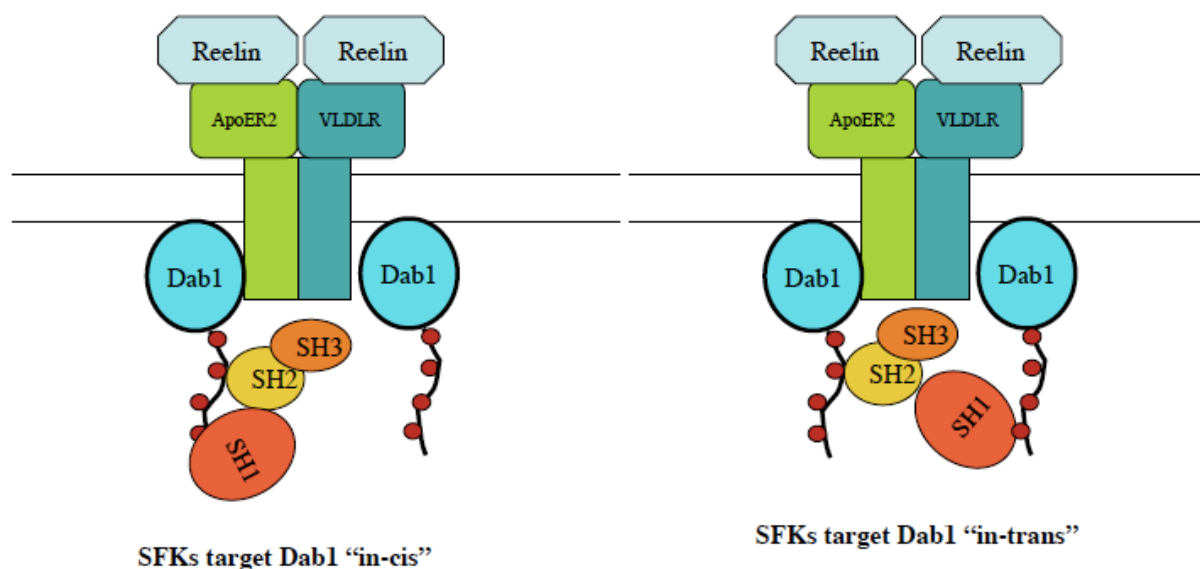 Reelin Reelin
ApoER2 VLDLR
Dab1 Dab1
SH3
SH2
SH1
SFKs target Dab1 “in-cis”
Reelin Reelin
ApoER2 VLDLR
Dab1 Dab1
SH3
SH2
SH1
SFKs target Dab1 “in-trans”